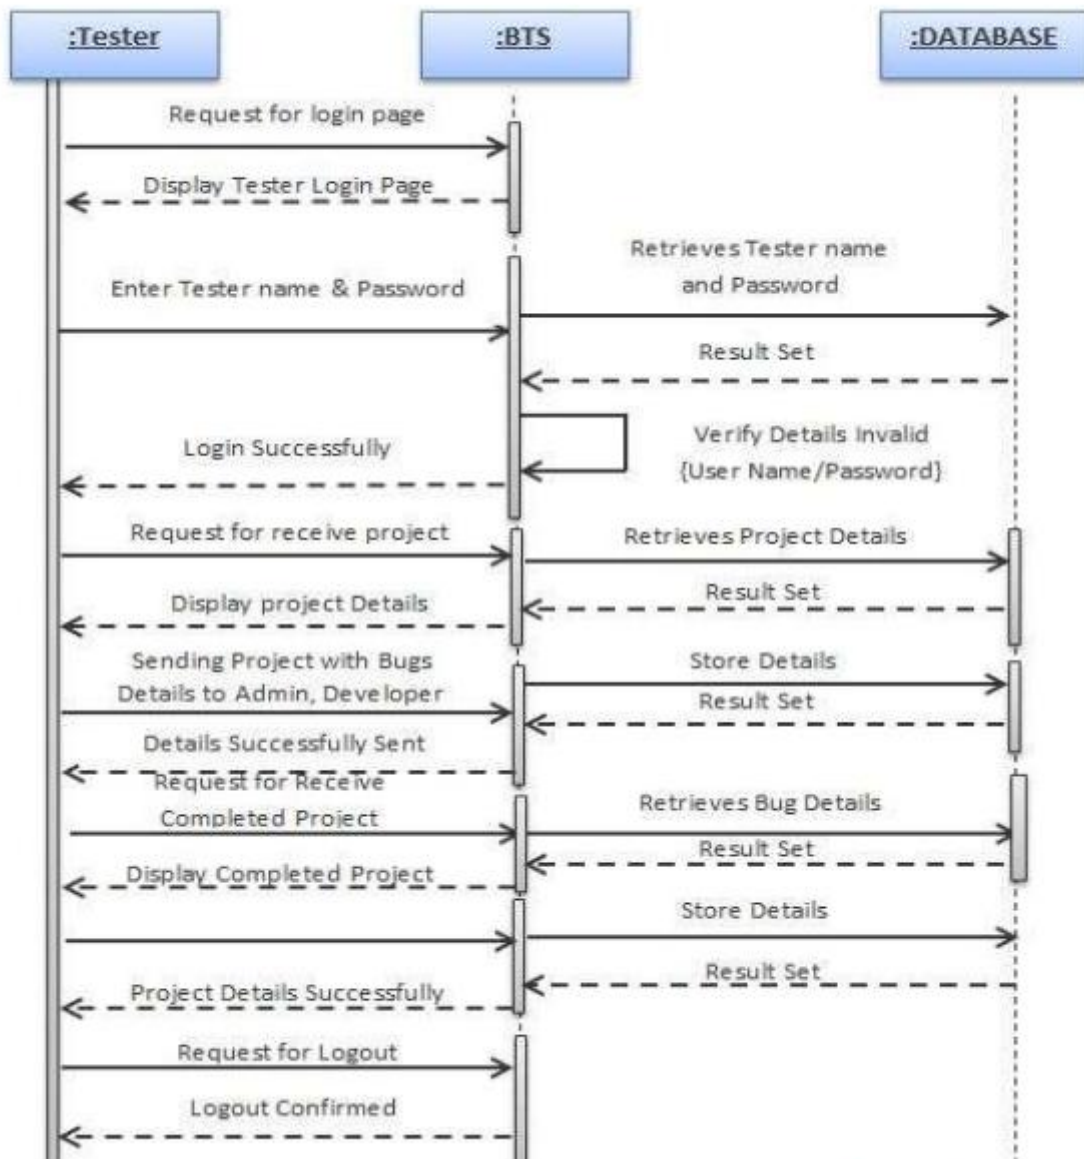 :Tester
:BTS
:DATABASE
Request for login page
Display Tester Login Page
Retrieves Tester name
and Password
Enter Tester name & Password
Result Set
Verify Details Invalid
{User Name/Password}
Login Successfully
Request for receive project
Retrieves Project Details
Result Set
Display project Details
Sending Project with Bugs
Details to Admin, Developer
Store Details
Result Set
Details Successfully Sent
Request for Receive
Completed Project
Retrieves Bug Details
Result Set
Display Completed Project
Store Details
Result Set
Project Details Successfully
Request for Logout
Logout Confirmed